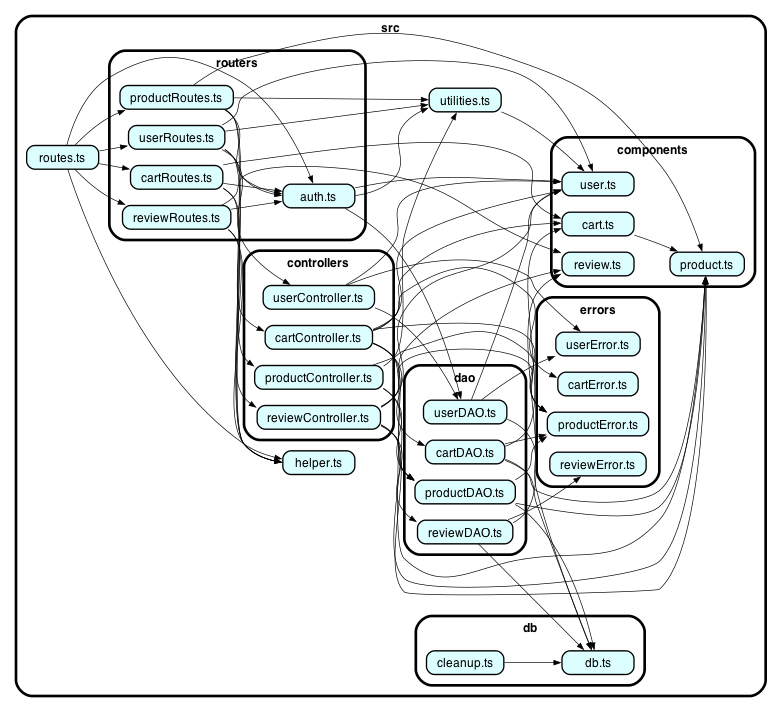 src
routers
productRoutes.ts
userRoutes.ts
cartRoutes.ts
reviewRoutes.ts
auth.ts
routes.ts
utilities.ts
components
user.ts
cart.ts
review.ts
product.ts
controllers
userController.ts
cartController.ts
productController.ts
reviewController.ts
helper.ts
errors
userError.ts
cartError.ts
productError.ts
reviewError.ts
dao
userDAO.ts
cartDAO.ts
productDAO.ts
reviewDAO.ts
db
cleanup.ts
db.ts